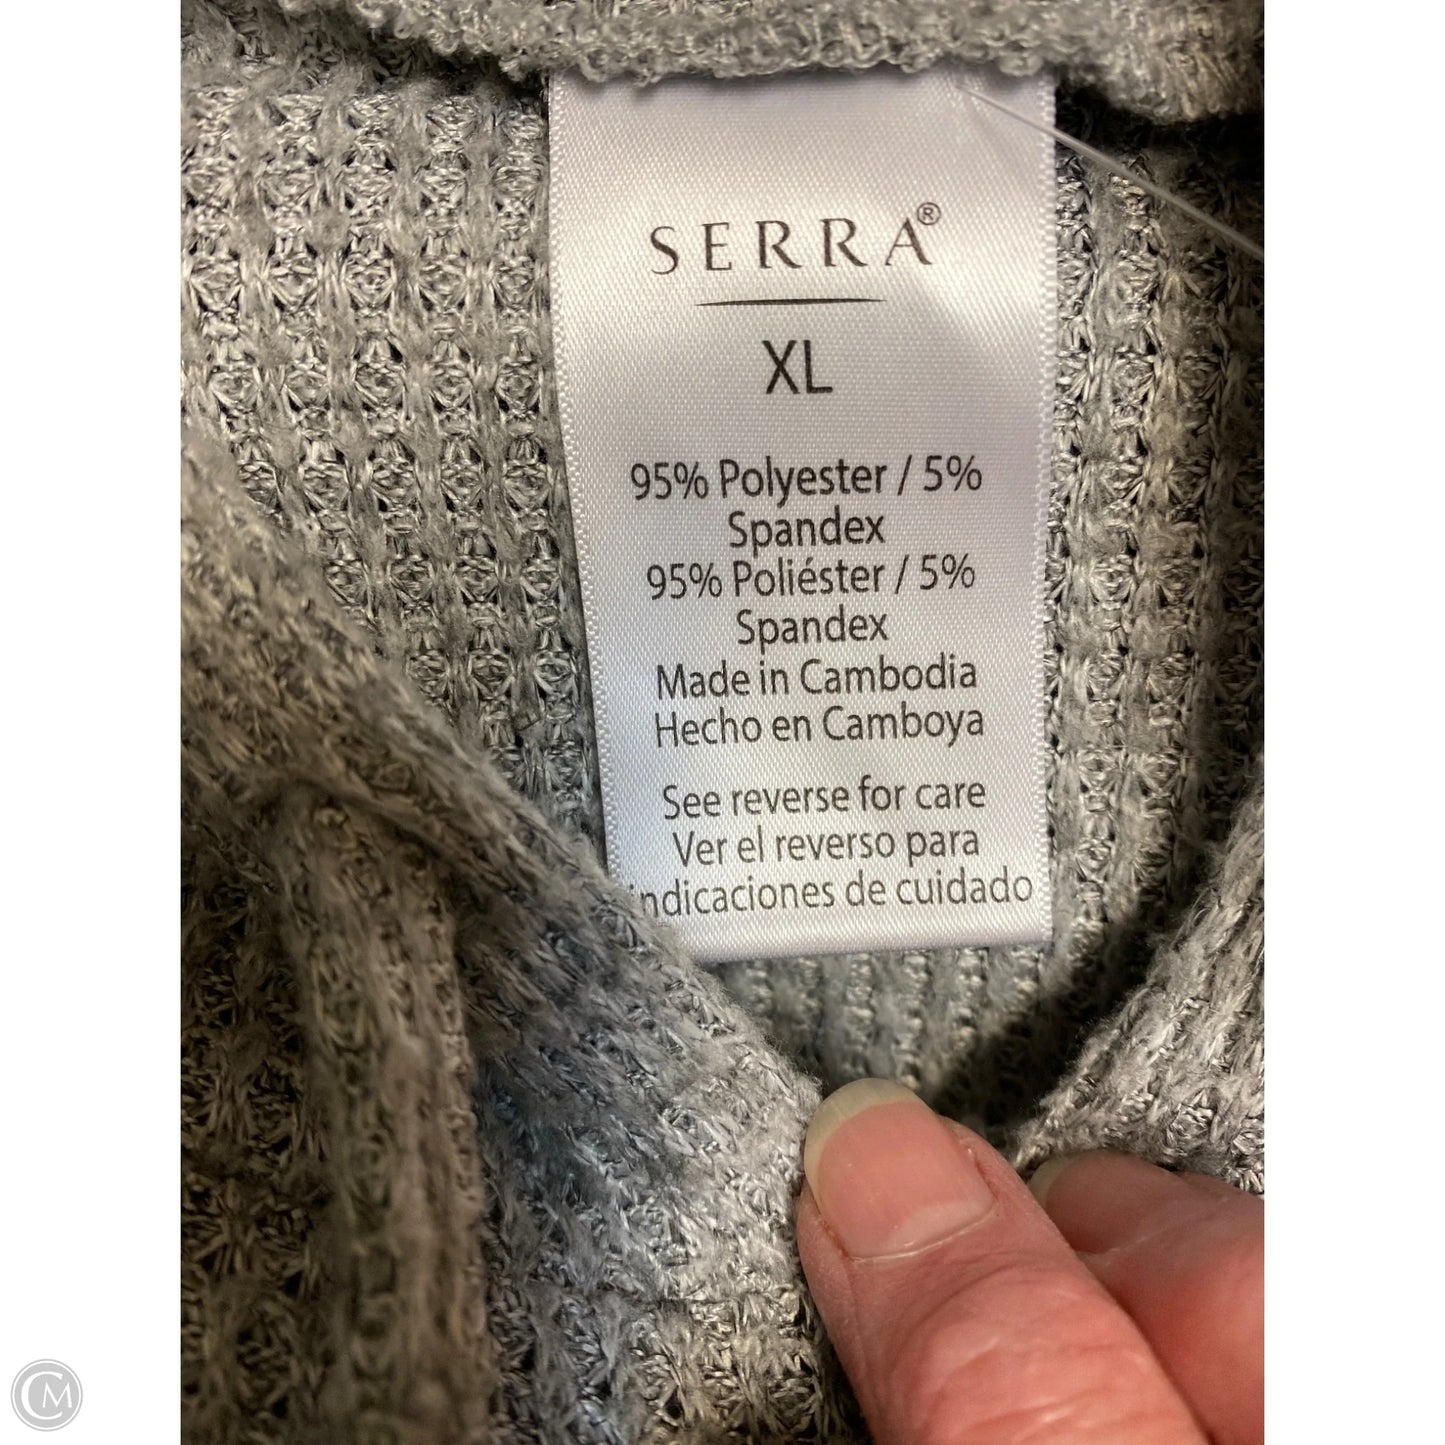 SERRA®
XL
95% Polyester / 5%
Spandex
95% Poliéster / 5%
Spandex
Made in Cambodia
Hecho en Camboya
See reverse for care
Ver el reverso para
indicaciones de cuidado
CM